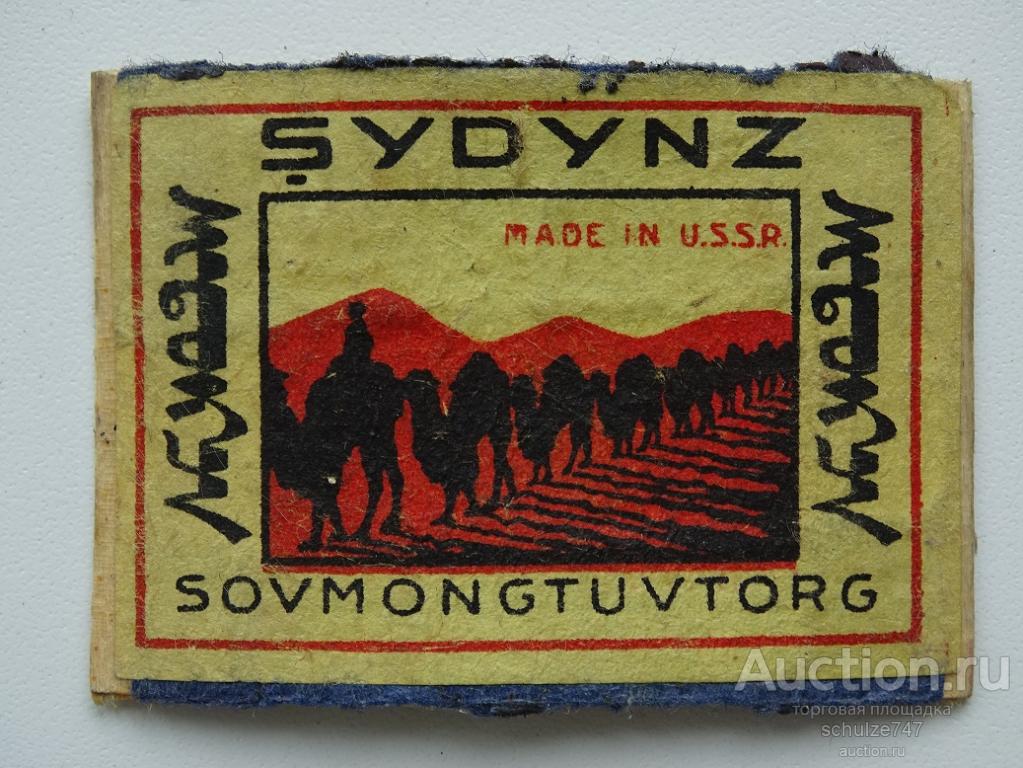 ŞYDYNZ
MADE IN U.S.S.R.
SOVMONGTUVTORG
Auction.ru
торговая площадка
schulze747
auction.ru